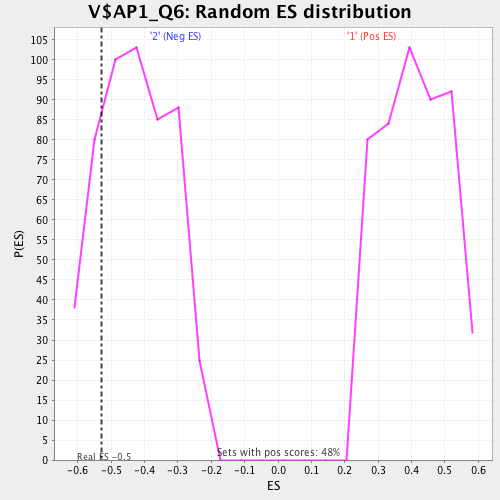 V$AP1_Q6: Random ES distribution
'2' (Neg ES)
'1' (Pos ES)
105
100
95
90
85
80
75
70
65
60
55
50
45
40
35
30
25
20
15
10
5
0
P(ES)
Sets with pos scores: 48%
Real ES -0.5
-0.6 -0.5 -0.4 -0.3 -0.2 -0.1 0.0 0.1 0.2 0.3 0.4 0.5 0.6
ES